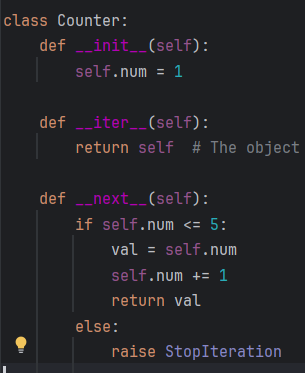 class Counter:
    def __init__(self):
        self.num = 1

    def __iter__(self):
        return self  # The object

    def __next__(self):
        if self.num <= 5:
            val = self.num
            self.num += 1
            return val
        else:
            raise StopIteration